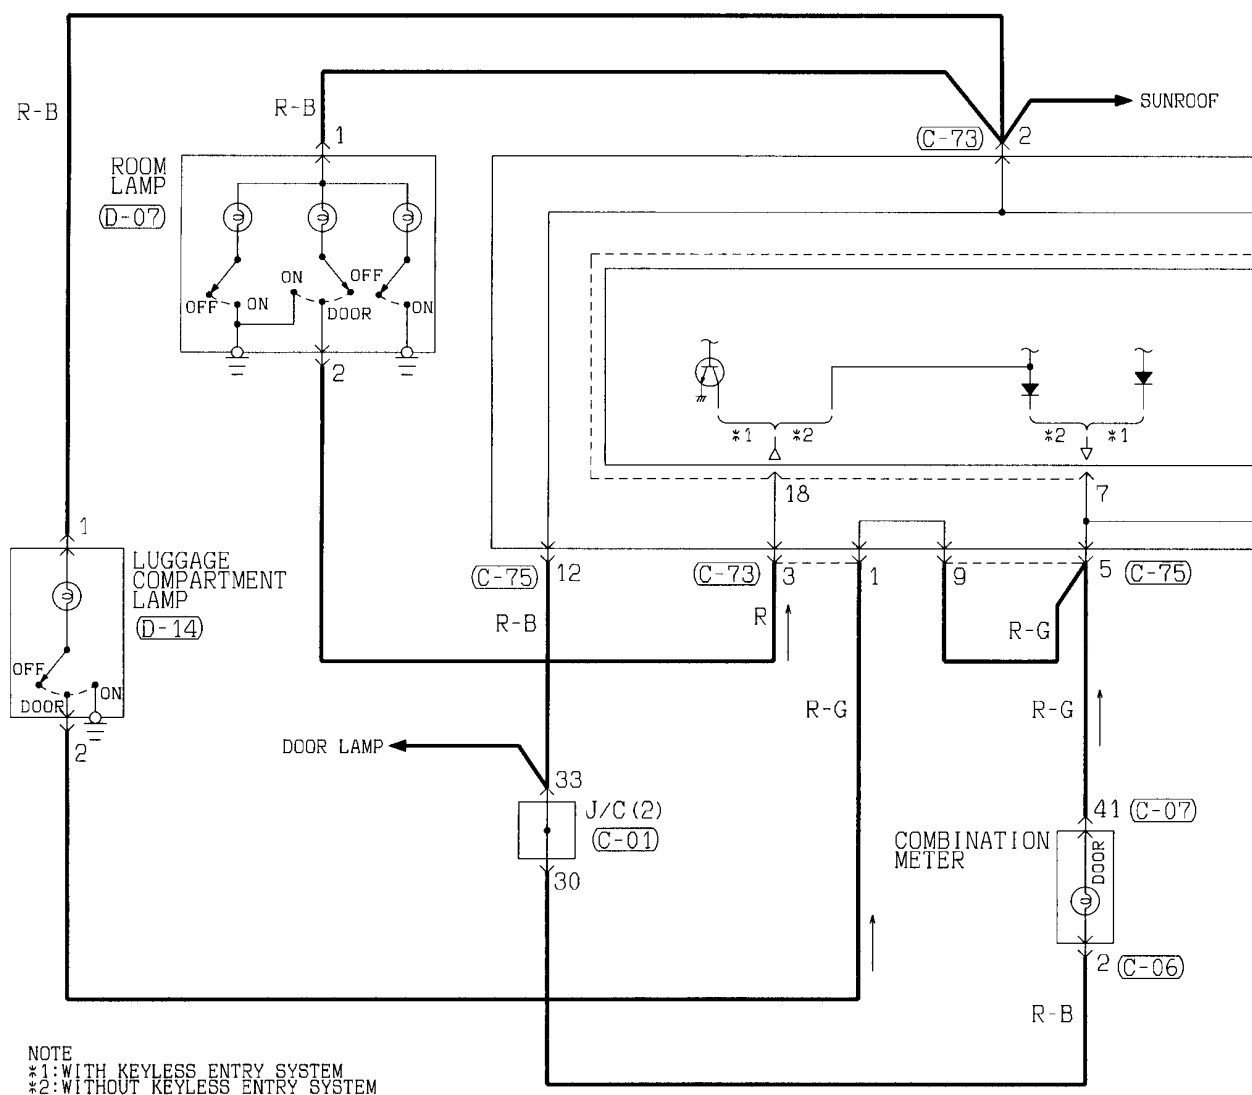 SUNROOF
R-B
R-B
1
(C-73)
2
ROOM
LAMP
(D-07)
OFF
ON
ON
OFF
DOOR
ON
2
*1
*2
*2
*1
18
7
1
LUGGAGE
COMPARTMENT
LAMP
(D-14)
OFF
DOOR
ON
2
(C-75)
12
(C-73)
3
1
9
5
(C-75)
R-B
R
R-G
R-G
R-G
DOOR LAMP
33
J/C(2)
(C-01)
30
41
(C-07)
COMBINATION
METER
DOOR
2
(C-06)
R-B
NOTE
*1:WITH KEYLESS ENTRY SYSTEM
*2:WITHOUT KEYLESS ENTRY SYSTEM